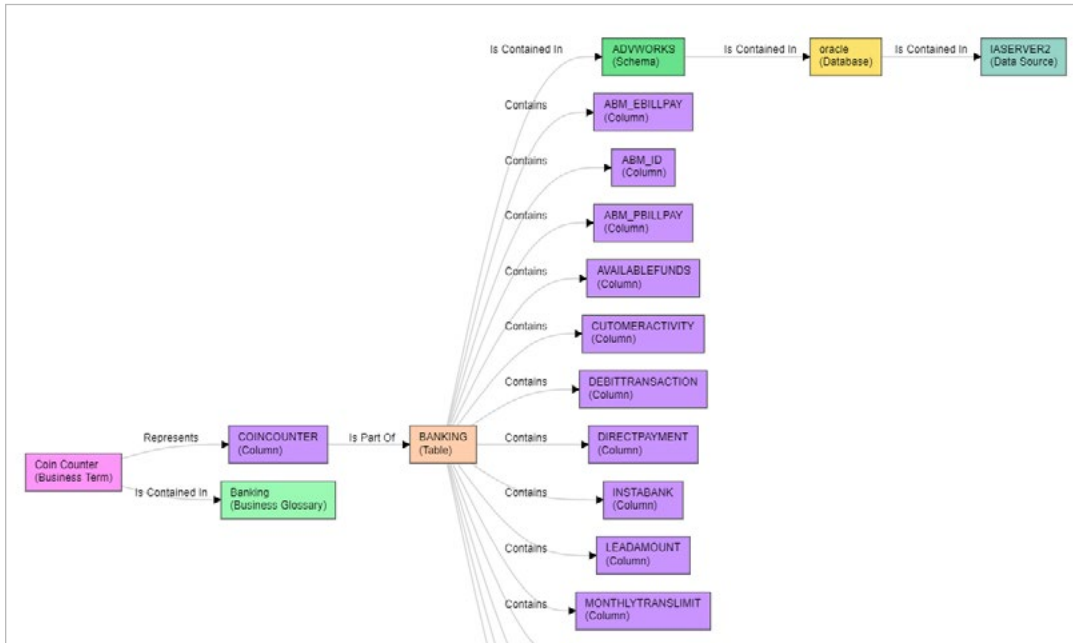 Is Contained In
ADVWORKS
(Schema)
Is Contained In
oracle
(Database)
Is Contained In
IASERVER2
(Data Source)
Contains
ABM_EBILLPAY
(Column)
Contains
ABM_ID
(Column)
Contains
ABM_PBILLPAY
(Column)
Contains
AVAILABLEFUNDS
(Column)
Contains
CUTOMERACTIVITY
(Column)
Contains
DEBITTRANSACTION
(Column)
Represents
COINCOUNTER
(Column)
Is Part Of
BANKING
(Table)
Contains
DIRECTPAYMENT
(Column)
Coin Counter
(Business Term)
Is Contained In
Banking
(Business Glossary)
Contains
INSTABANK
(Column)
Contains
LEADAMOUNT
(Column)
Contains
MONTHLYTRANSLIMIT
(Column)